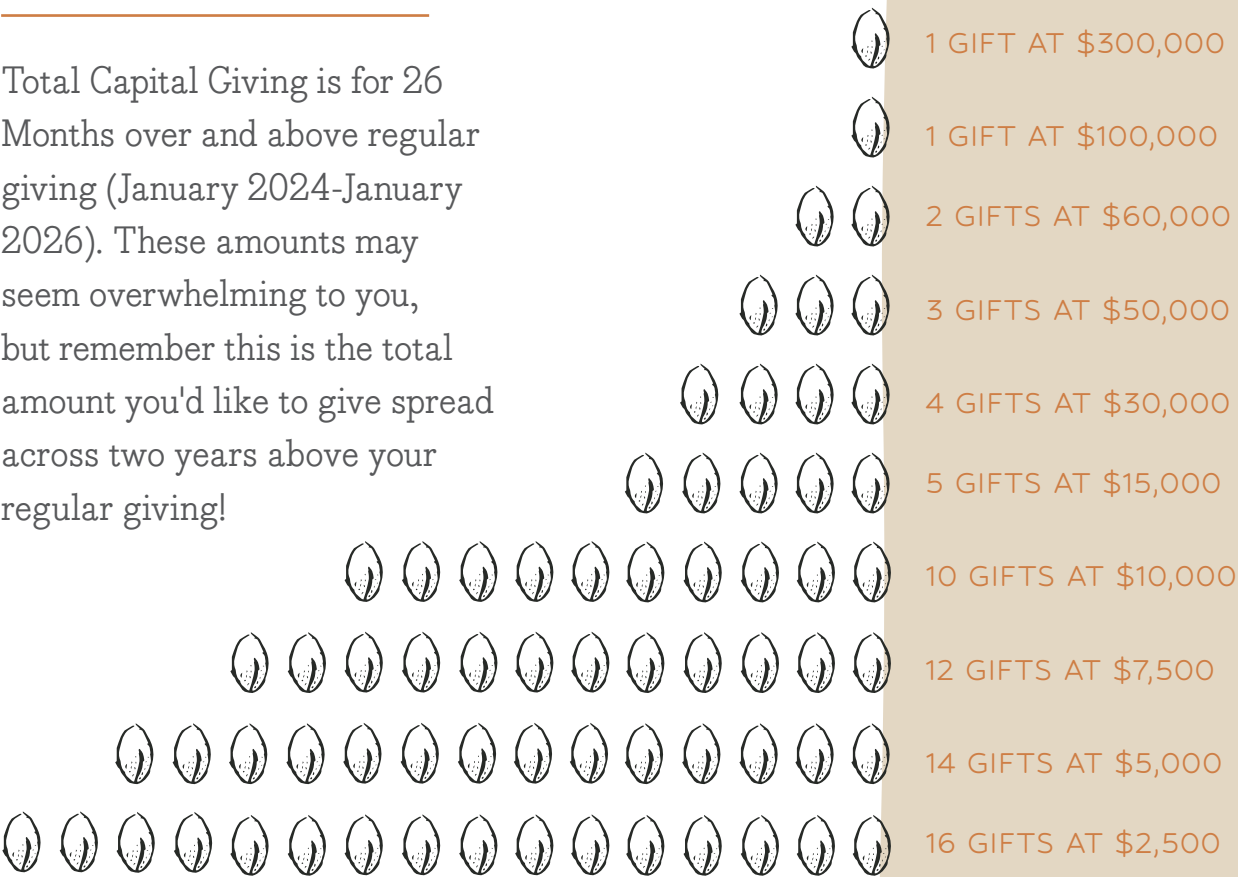 Total Capital Giving is for 26
Months over and above regular
giving (January 2024-January
2026). These amounts may
seem overwhelming to you,
but remember this is the total
amount you'd like to give spread
across two years above your
regular giving!
1 GIFT AT $300,000
1 GIFT AT $100,000
2 GIFTS AT $60,000
3 GIFTS AT $50,000
4 GIFTS AT $30,000
5 GIFTS AT $15,000
10 GIFTS AT $10,000
12 GIFTS AT $7,500
14 GIFTS AT $5,000
16 GIFTS AT $2,500